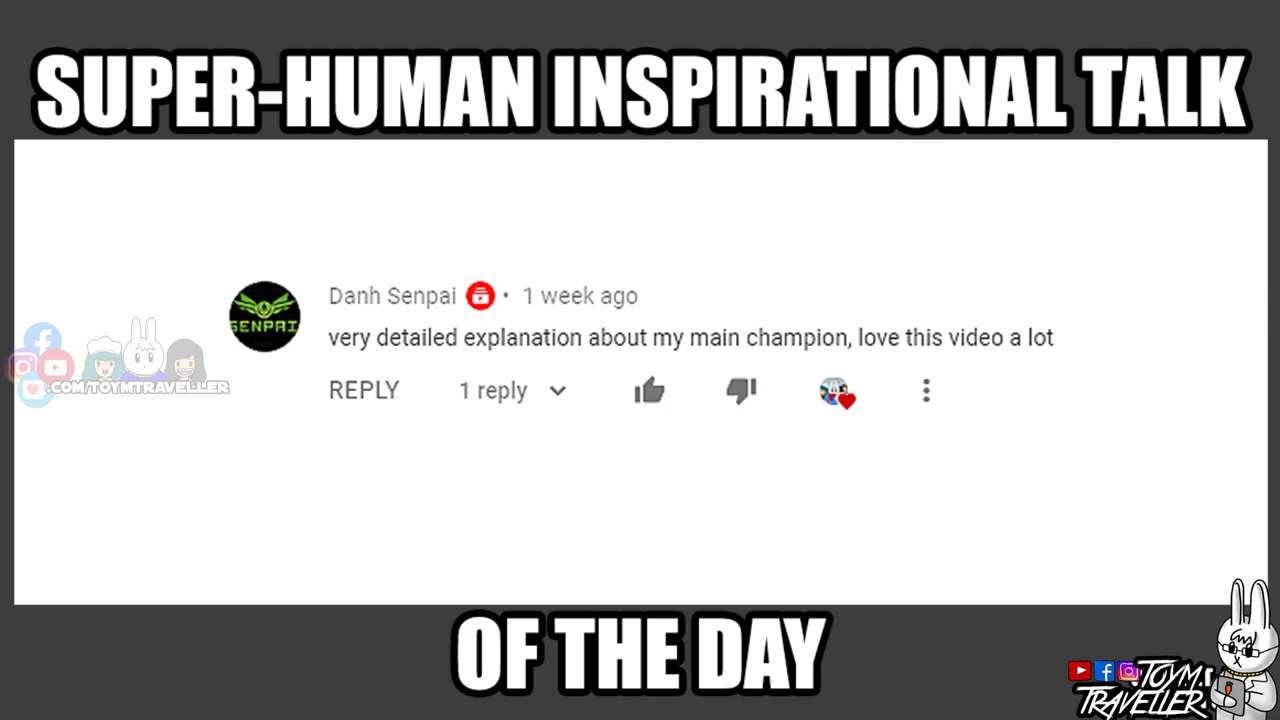 SUPER-HUMAN INSPIRATIONAL TALK
SENPAI
Danh Senpai • 1 week ago
very detailed explanation about my main champion, love this video a lot
REPLY 1 reply
.COM/TOYMTRAVELLER
OF THE DAY
TOYM
TRAVELLER